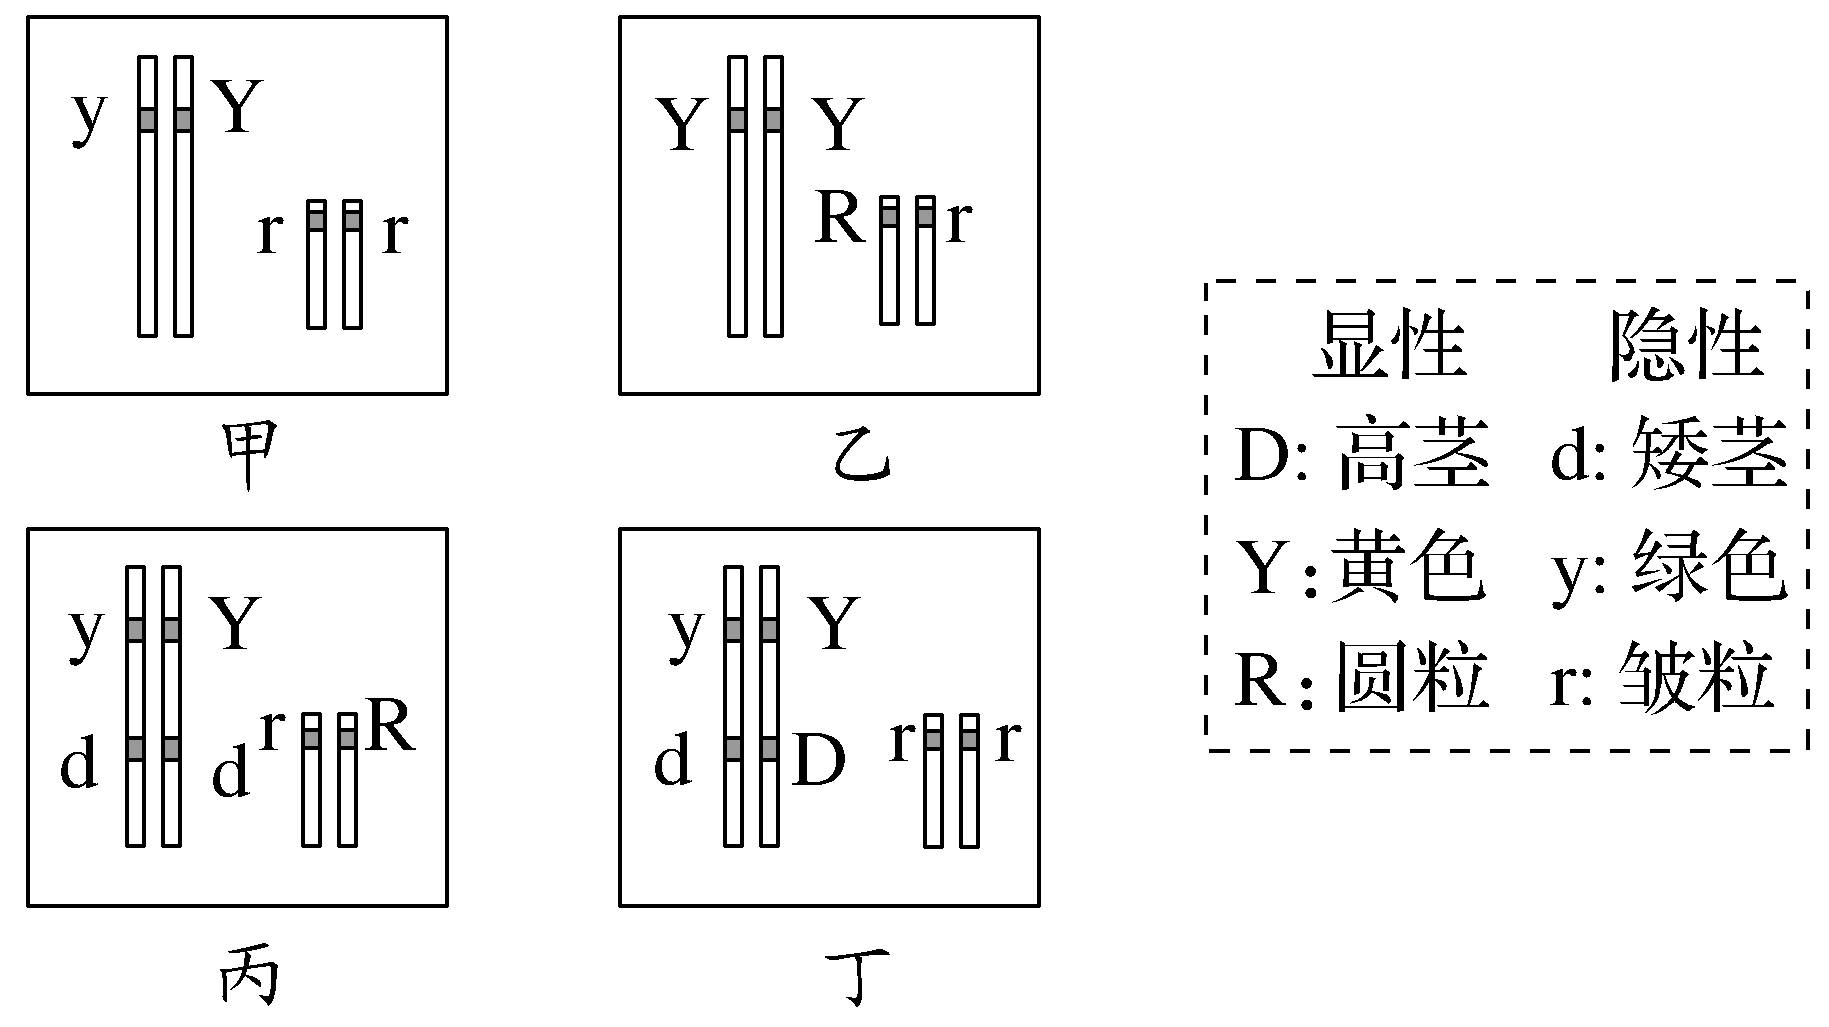 y Y
r r
甲
Y Y
R r
乙
y Y
d d
r R
丙
y Y
d D
r r
丁
显性 隐性
D: 高茎 d: 矮茎
Y: 黄色 y: 绿色
R: 圆粒 r: 皱粒